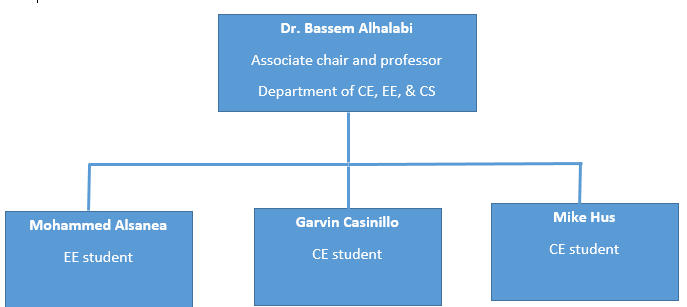 Dr. Bassem Alhalabi
Associate chair and professor
Department of CE, EE, & CS
Mohammed Alsanea
EE student
Garvin Casinillo
CE student
Mike Hus
CE student